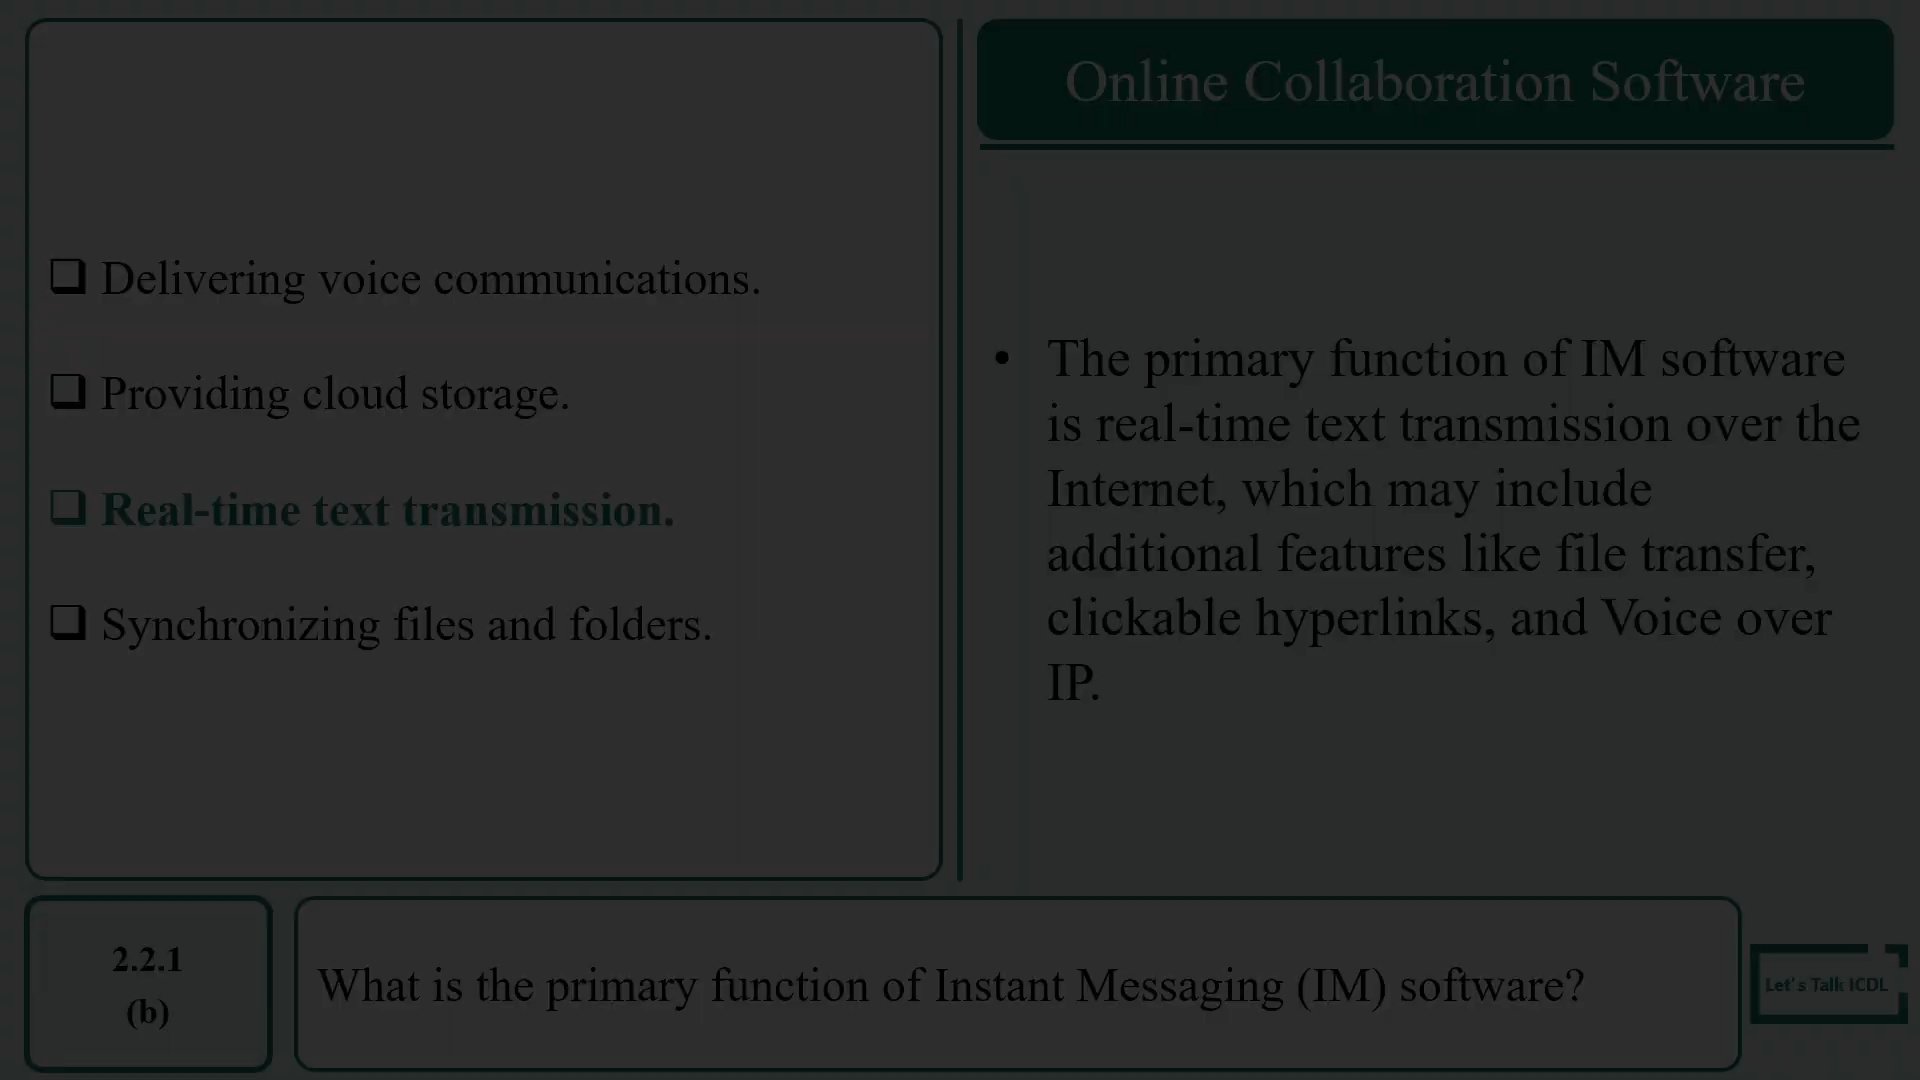 Online Collaboration Software
❑ Delivering voice communications.
❑ Providing cloud storage.
❑ Real-time text transmission.
❑ Synchronizing files and folders.
• The primary function of IM software
is real-time text transmission over the
Internet, which may include
additional features like file transfer,
clickable hyperlinks, and Voice over
IP.
2.2.1
(b)
What is the primary function of Instant Messaging (IM) software?
Let's Talk ICDL